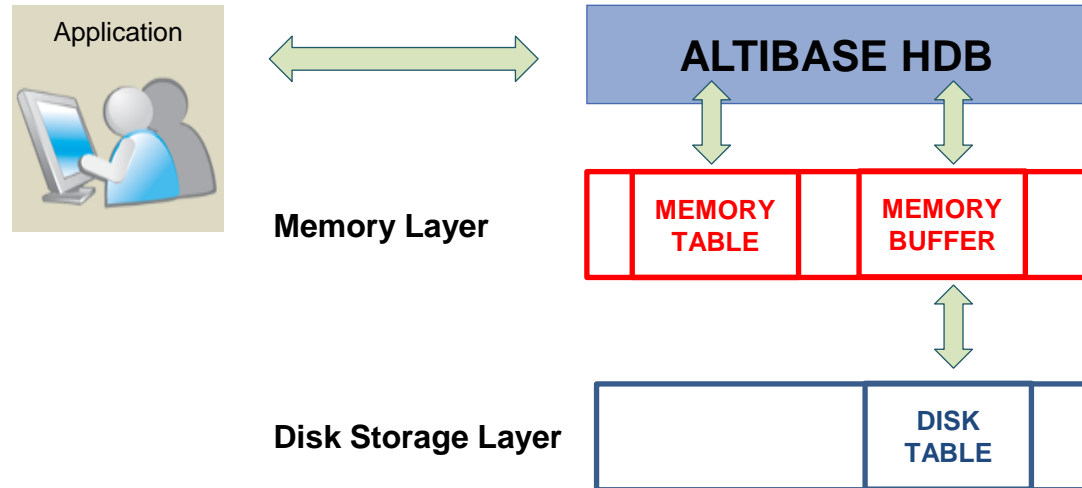 Application
ALTIBASE HDB
Memory Layer
MEMORY
TABLE
MEMORY
BUFFER
Disk Storage Layer
DISK
TABLE